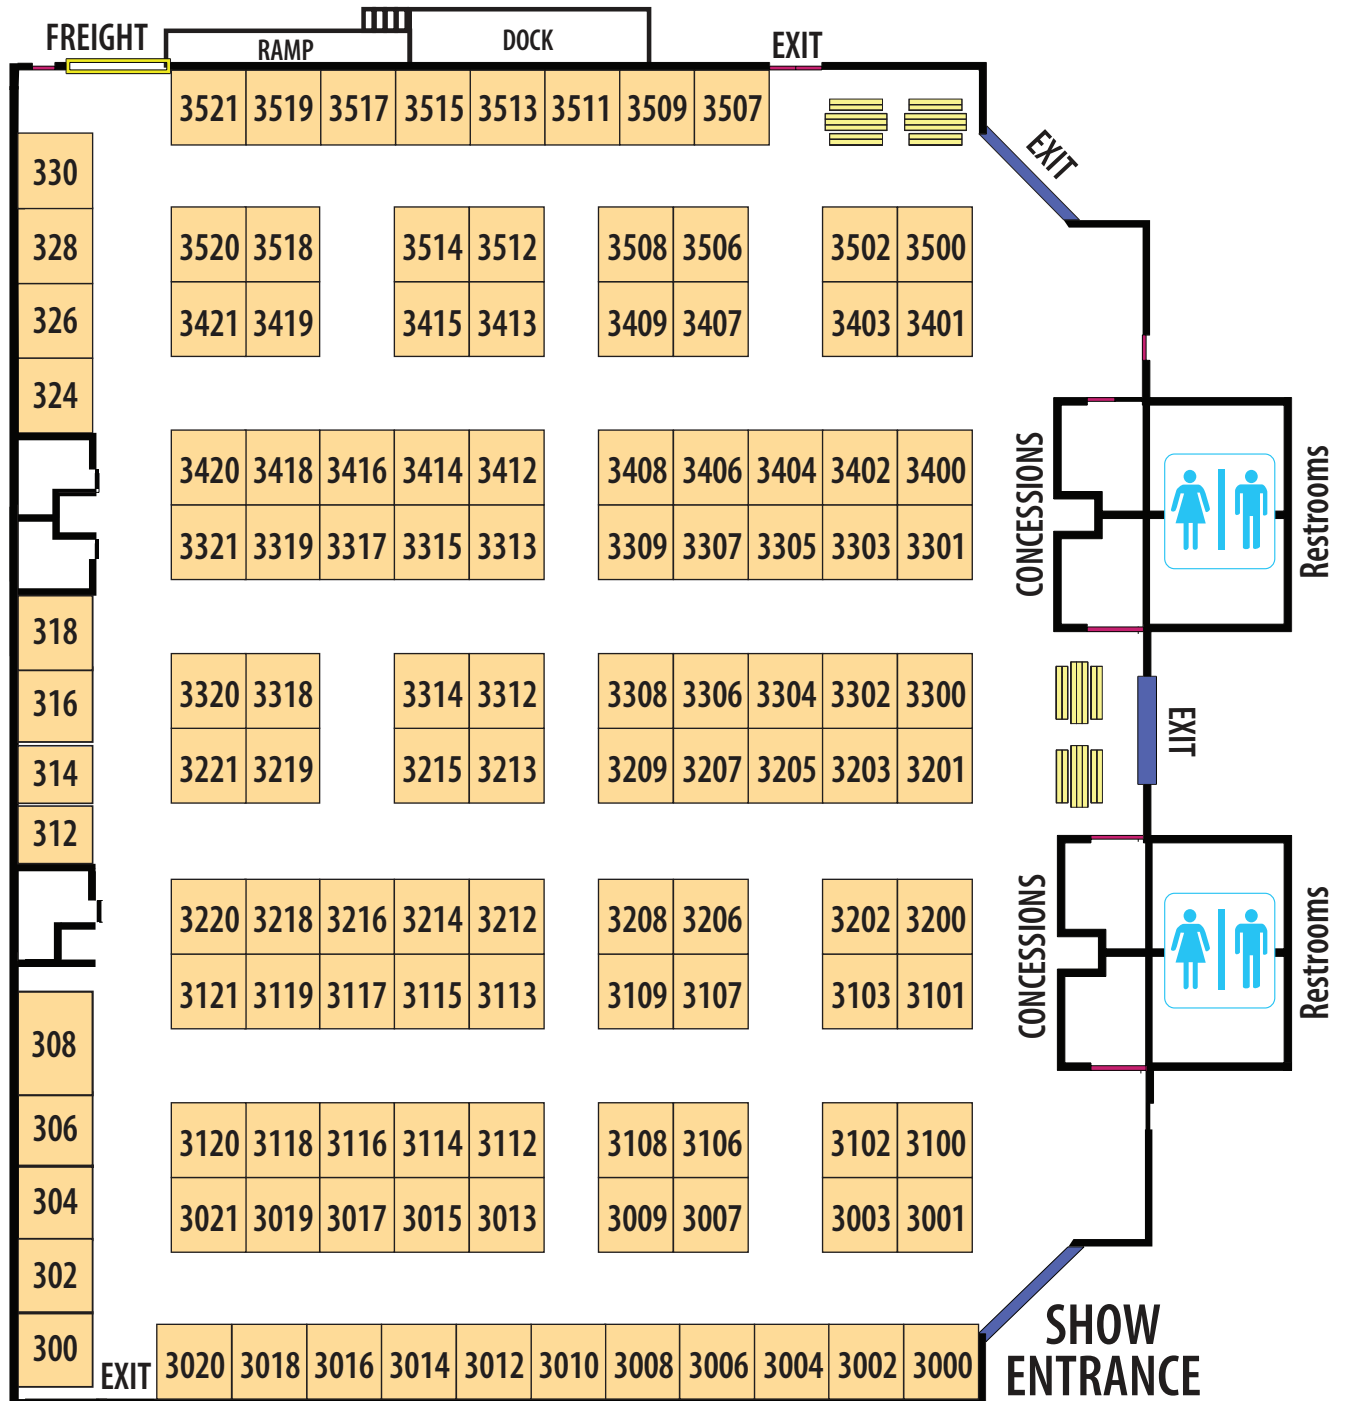 FREIGHT
RAMP
DOCK
EXIT
3521 3519 3517 3515 3513 3511 3509 3507
EXIT
330
328
326
324
3520 3518 3514 3512 3508 3506 3502 3500
3421 3419 3415 3413 3409 3407 3403 3401
3420 3418 3416 3414 3412 3408 3406 3404 3402 3400
3321 3319 3317 3315 3313 3309 3307 3305 3303 3301
CONCESSIONS
Restrooms
318
316
314
312
3320 3318 3314 3312 3308 3306 3304 3302 3300
3221 3219 3215 3213 3209 3207 3205 3203 3201
EXIT
3220 3218 3216 3214 3212 3208 3206 3202 3200
3121 3119 3117 3115 3113 3109 3107 3103 3101
CONCESSIONS
Restrooms
308
306
304
302
300
3120 3118 3116 3114 3112 3108 3106 3102 3100
3021 3019 3017 3015 3013 3009 3007 3003 3001
EXIT
3020 3018 3016 3014 3012 3010 3008 3006 3004 3002 3000
SHOW
ENTRANCE